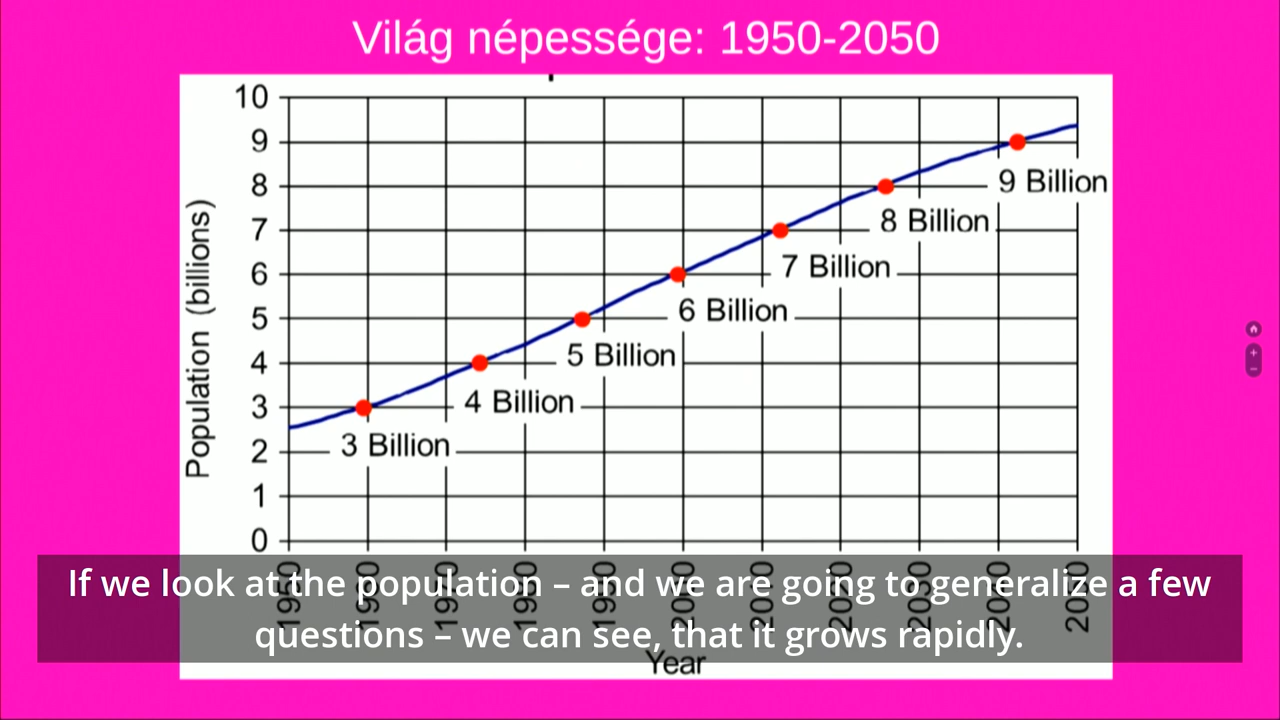 Világ népessége: 1950-2050
10
9
8
7
6
5
4
3
2
1
0
Population (billions)
3 Billion
4 Billion
5 Billion
6 Billion
7 Billion
8 Billion
9 Billion
If we look at the population – and we are going to generalize a few
questions – we can see, that it grows rapidly.
Year